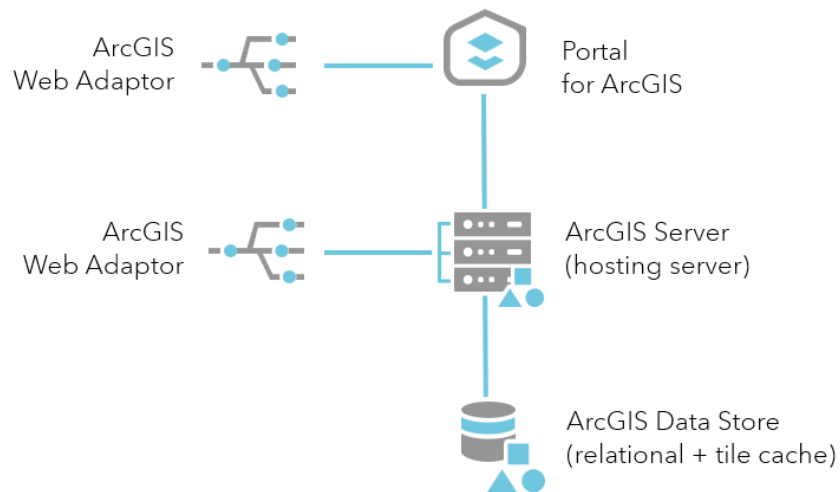 ArcGIS
Web Adaptor
Portal
for ArcGIS
ArcGIS
Web Adaptor
ArcGIS Server
(hosting server)
ArcGIS Data Store
(relational + tile cache)